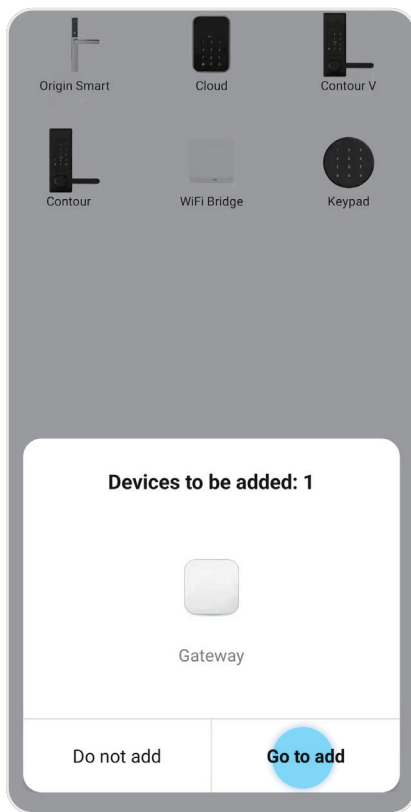 Origin Smart Cloud Contour V
Contour WiFi Bridge Keypad
Devices to be added: 1
Gateway
Do not add Go to add